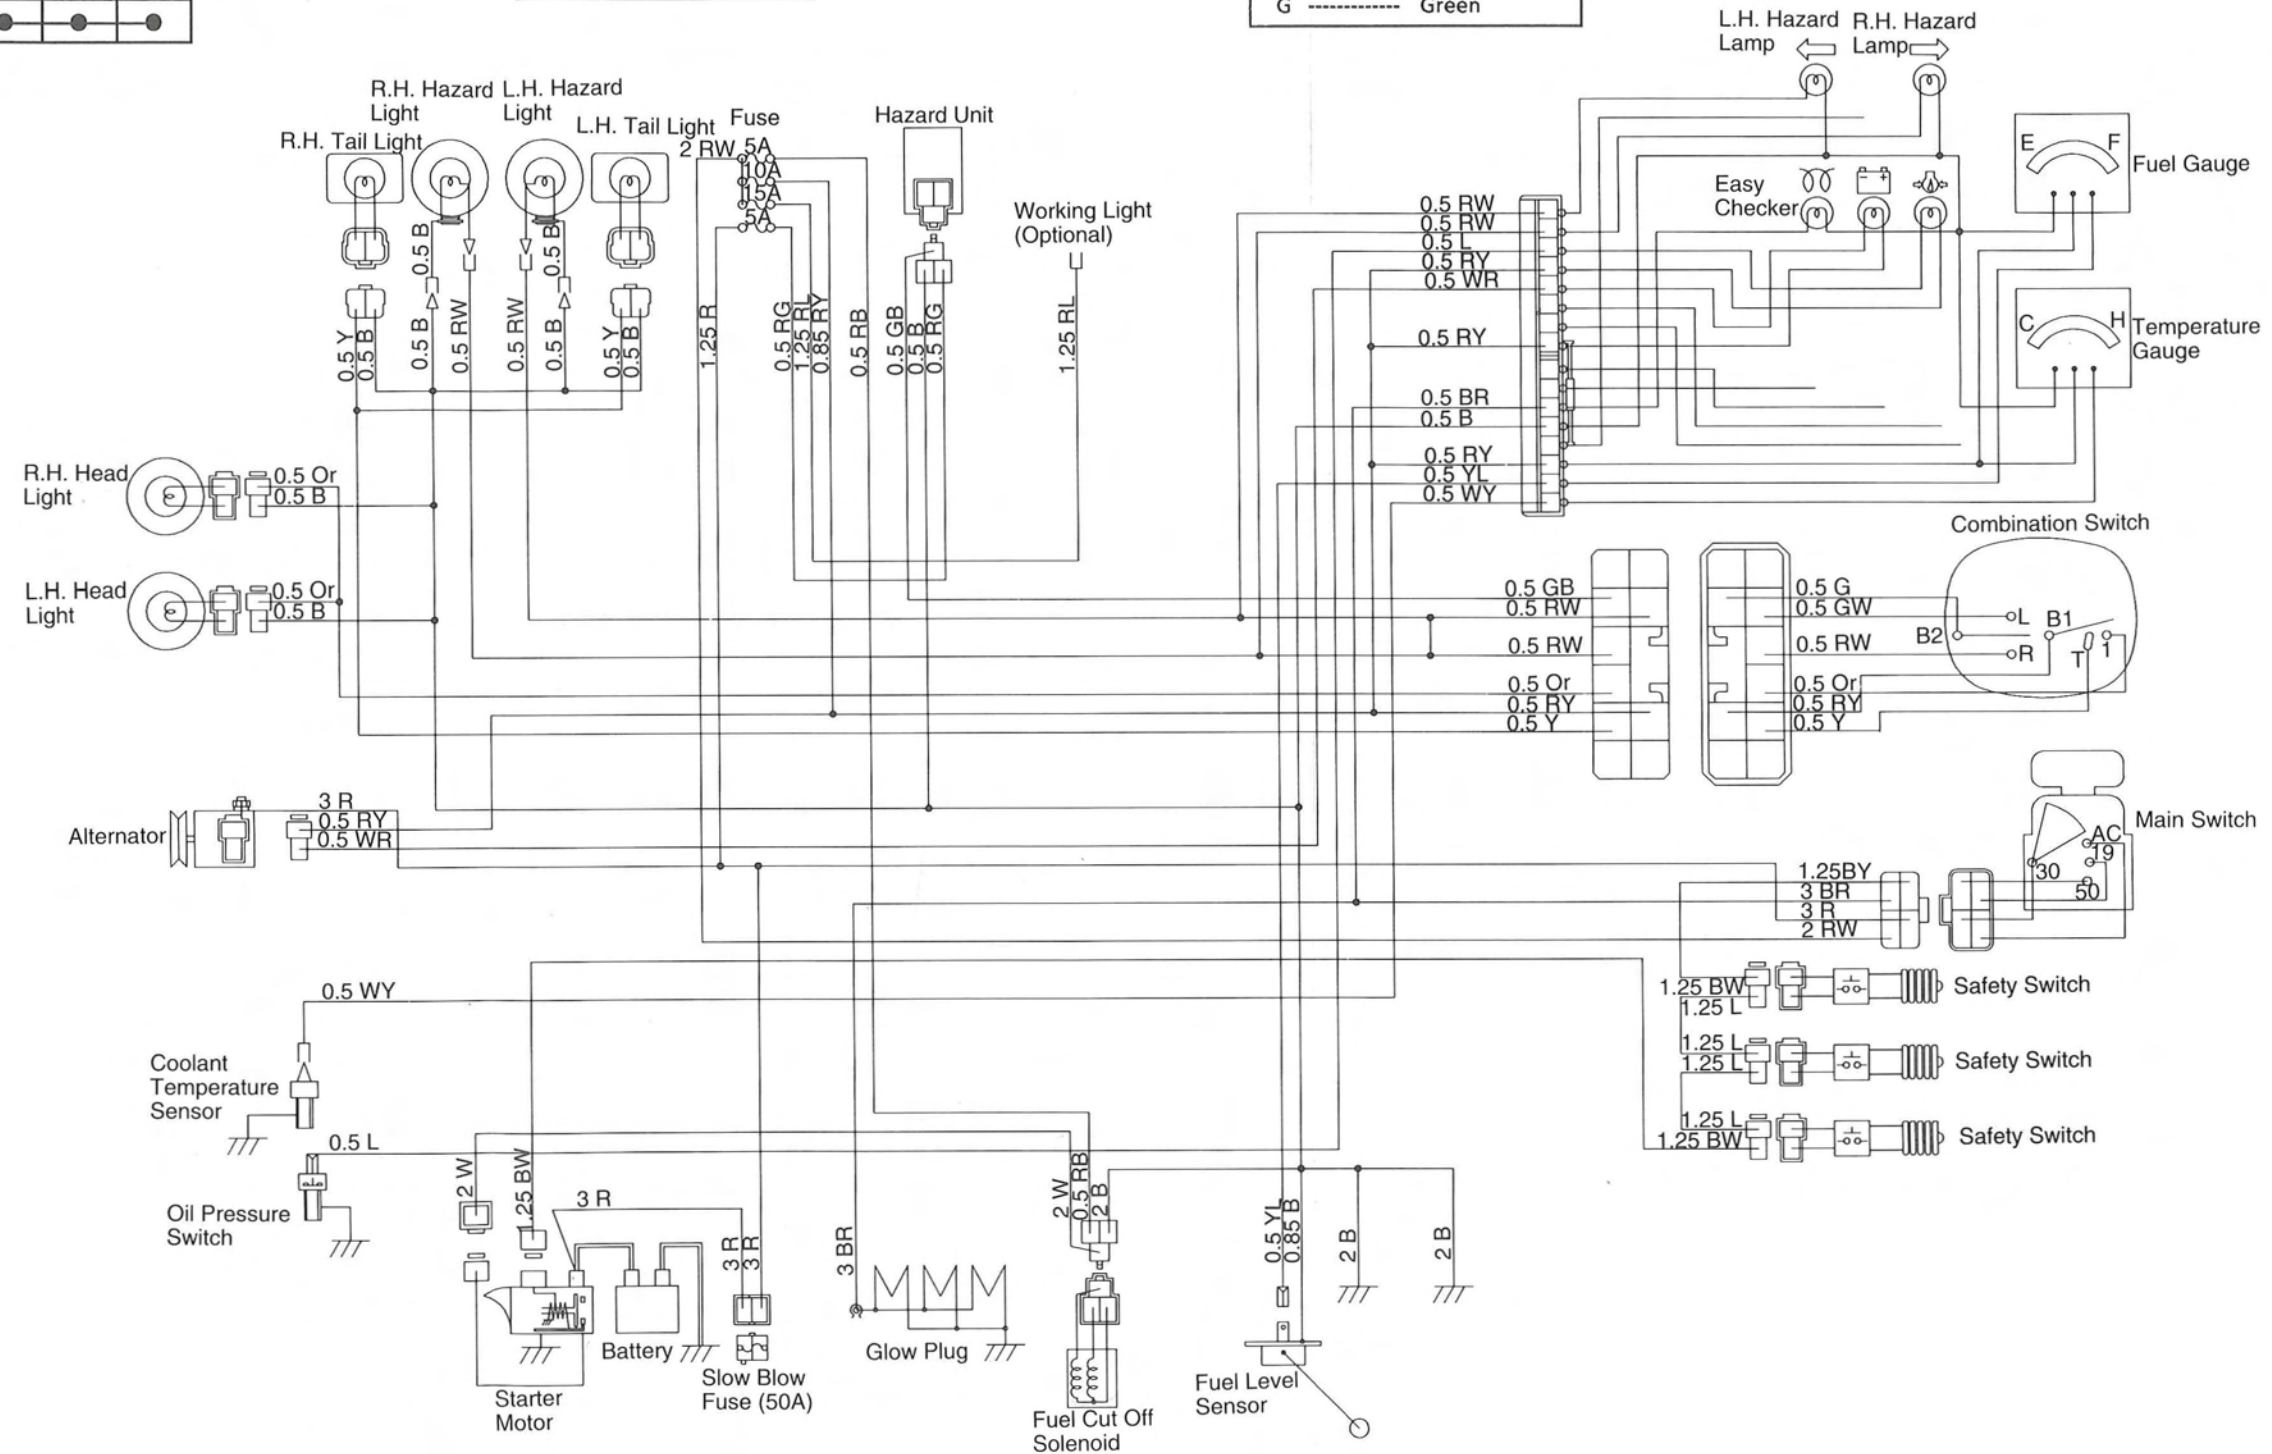 G ------------- Green
L.H. Hazard
Lamp
R.H. Hazard
Lamp
R.H. Hazard
Light
L.H. Hazard
Light
R.H. Tail Light
L.H. Tail Light
Fuse
2 RW
5A
10A
15A
5A
Hazard Unit
Working Light
(Optional)
Easy
Checker
E
F
Fuel Gauge
C
H
Temperature
Gauge
0.5 B
0.5 B
0.5 Y
0.5 B
0.5 B
0.5 RW
0.5 RW
0.5 B
0.5 Y
0.5 B
1.25 R
0.5 RG
1.25 RL
0.85 RY
0.5 RB
0.5 GB
0.5 B
0.5 RG
1.25 RL
0.5 RW
0.5 RW
0.5 L
0.5 RY
0.5 WR
0.5 RY
0.5 BR
0.5 B
0.5 RY
0.5 YL
0.5 WY
R.H. Head
Light
0.5 Or
0.5 B
L.H. Head
Light
0.5 Or
0.5 B
Combination Switch
0.5 GB
0.5 RW
0.5 RW
0.5 Or
0.5 RY
0.5 Y
0.5 G
0.5 GW
0.5 RW
0.5 Or
0.5 RY
0.5 Y
L
B1
B2
R
T
1
Alternator
3 R
0.5 RY
0.5 WR
Main Switch
AC
19
30
50
1.25BY
3 BR
3 R
2 RW
0.5 WY
Coolant
Temperature
Sensor
1.25 BW
1.25 L
Safety Switch
1.25 L
1.25 L
Safety Switch
1.25 L
1.25 BW
Safety Switch
0.5 L
Oil Pressure
Switch
2 W
1.25 BW
3 R
3 R
3 R
3 BR
2 W
0.5 RB
2 B
0.5 YL
0.85 B
2 B
2 B
Starter
Motor
Battery
Slow Blow
Fuse (50A)
Glow Plug
Fuel Cut Off
Solenoid
Fuel Level
Sensor